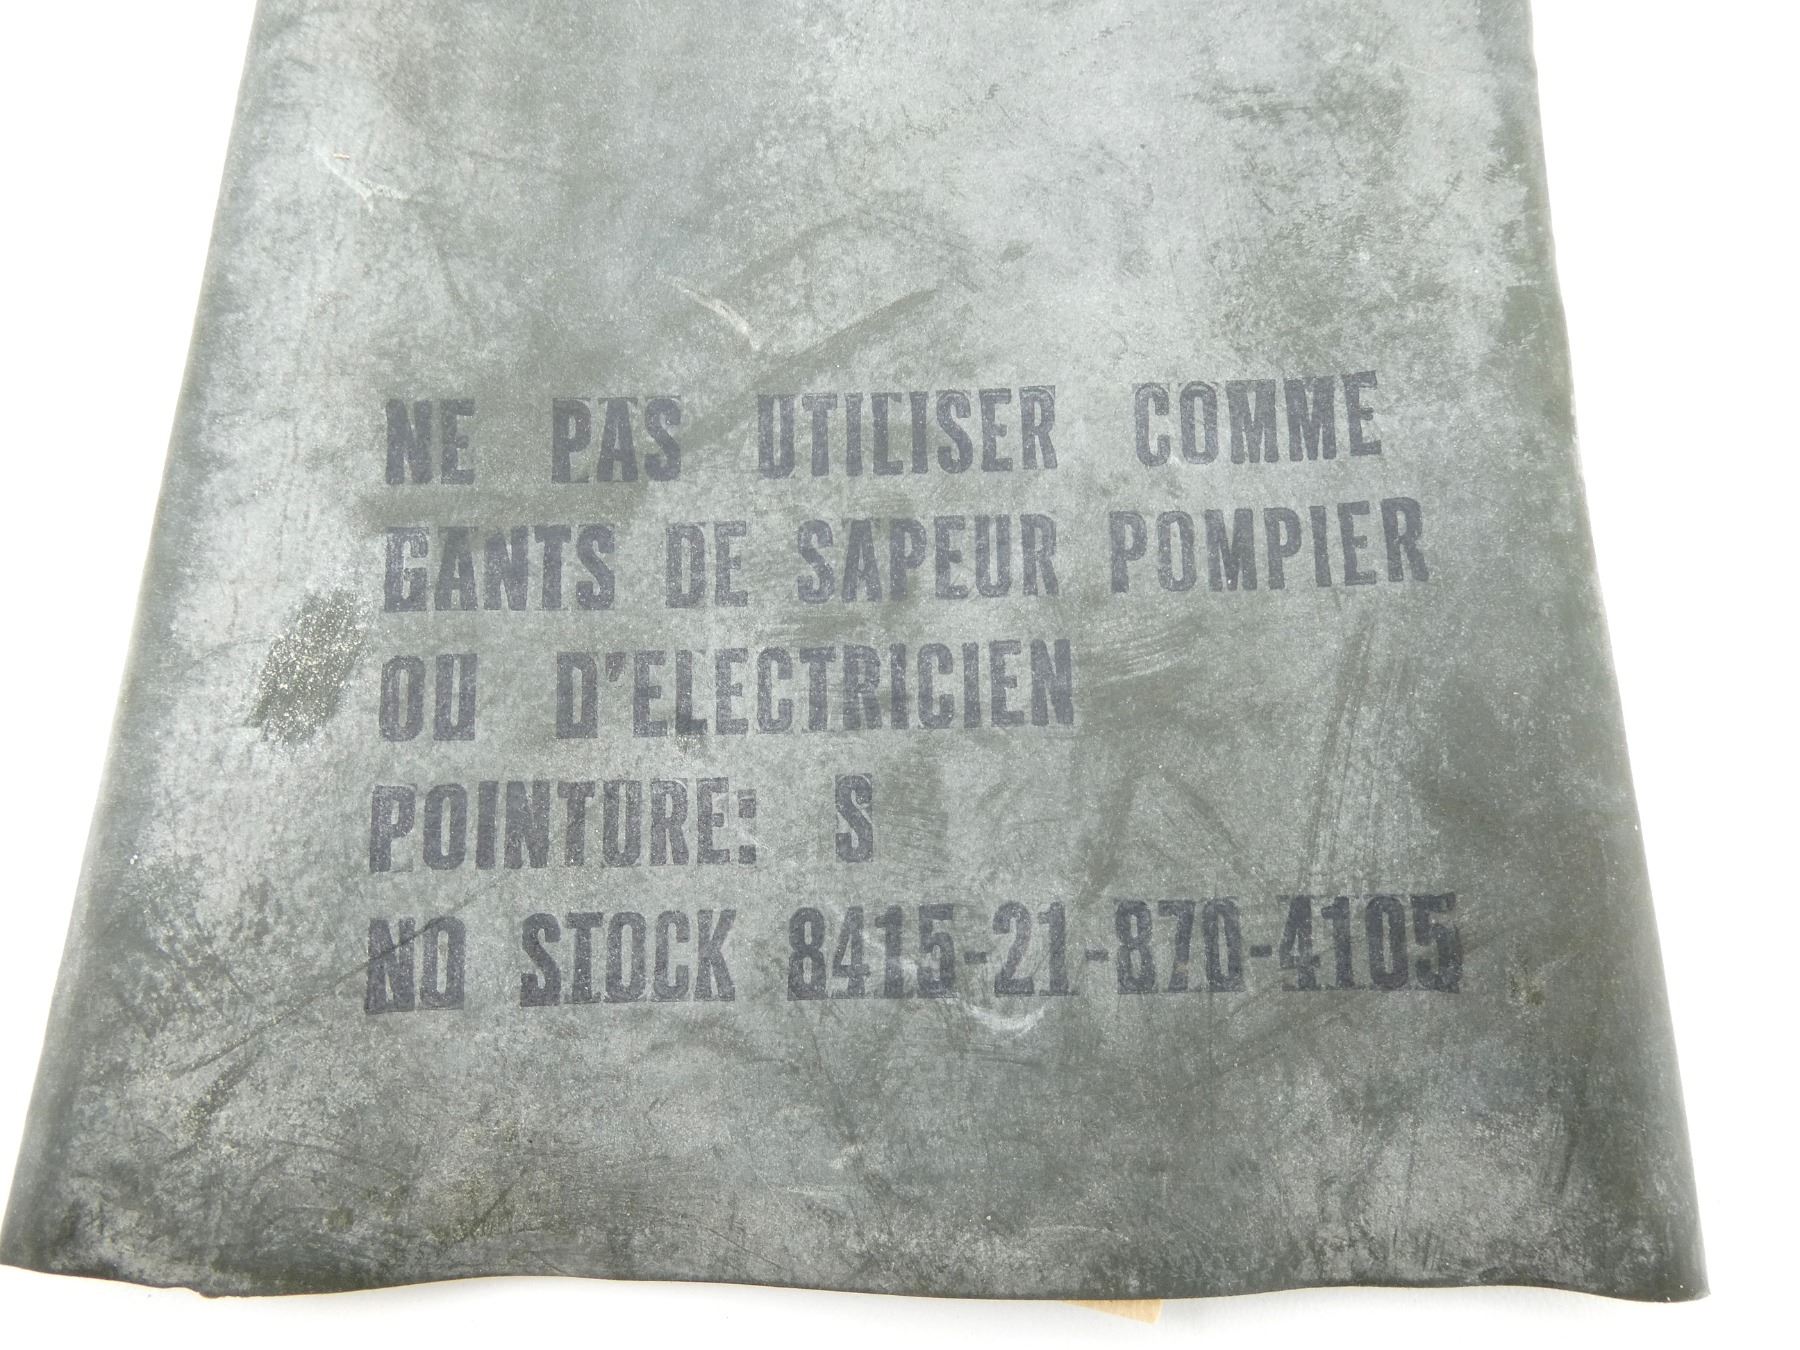 NE PAS UTILISER COMME
GANTS DE SAPEUR POMPIER
OU D'ELECTRICIEN
POINTURE: S
NO STOCK 8415-21-870-4105